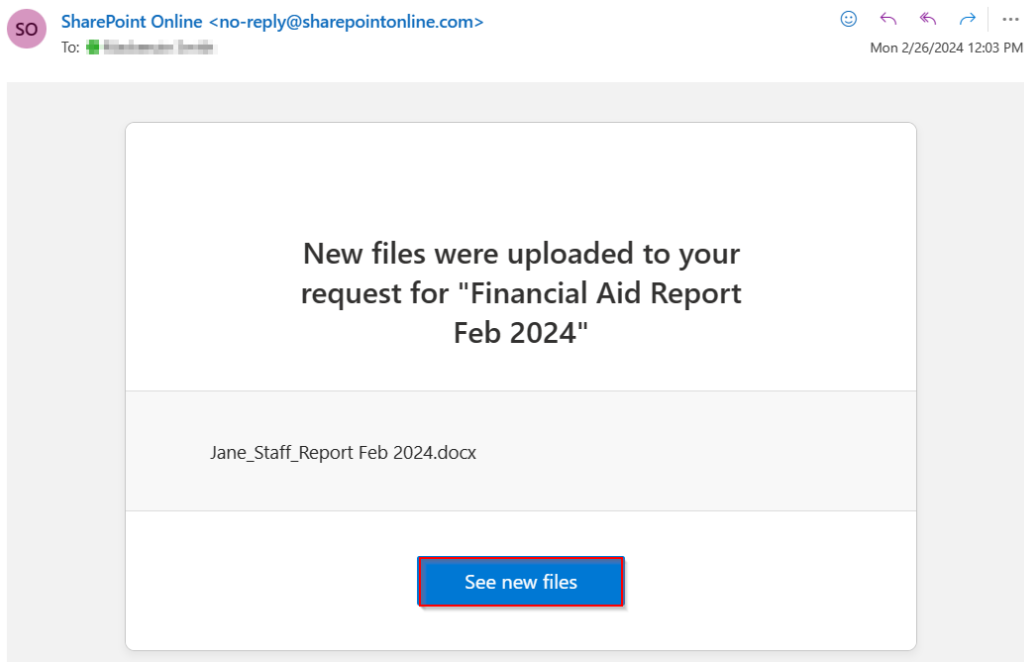 SO
SharePoint Online <no-reply@sharepointonline.com>
To:
Mon 2/26/2024 12:03 PM
New files were uploaded to your
request for "Financial Aid Report
Feb 2024"
Jane_Staff_Report Feb 2024.docx
See new files